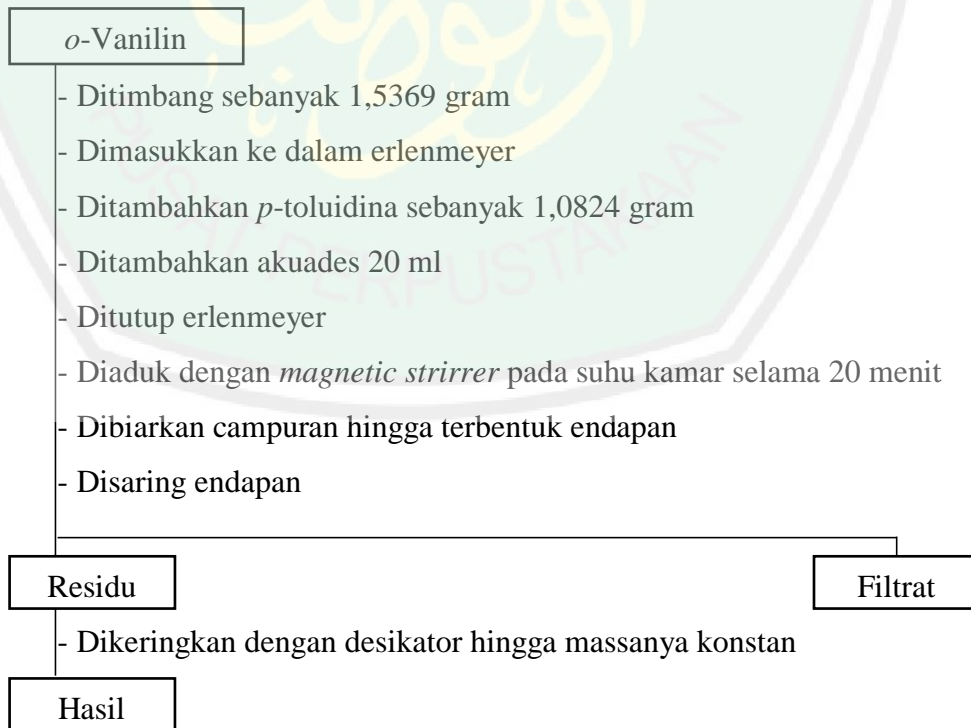 o-Vanilin
- Ditimbang sebanyak 1,5369 gram
- Dimasukkan ke dalam erlenmeyer
- Ditambahkan p-toluidina sebanyak 1,0824 gram
- Ditambahkan akuades 20 ml
- Ditutup erlenmeyer
- Diaduk dengan magnetic strirrer pada suhu kamar selama 20 menit
- Dibiarkan campuran hingga terbentuk endapan
- Disaring endapan
Residu
Filtrat
- Dikeringkan dengan desikator hingga massanya konstan
Hasil
PUSAT PERPUSTAKAAN